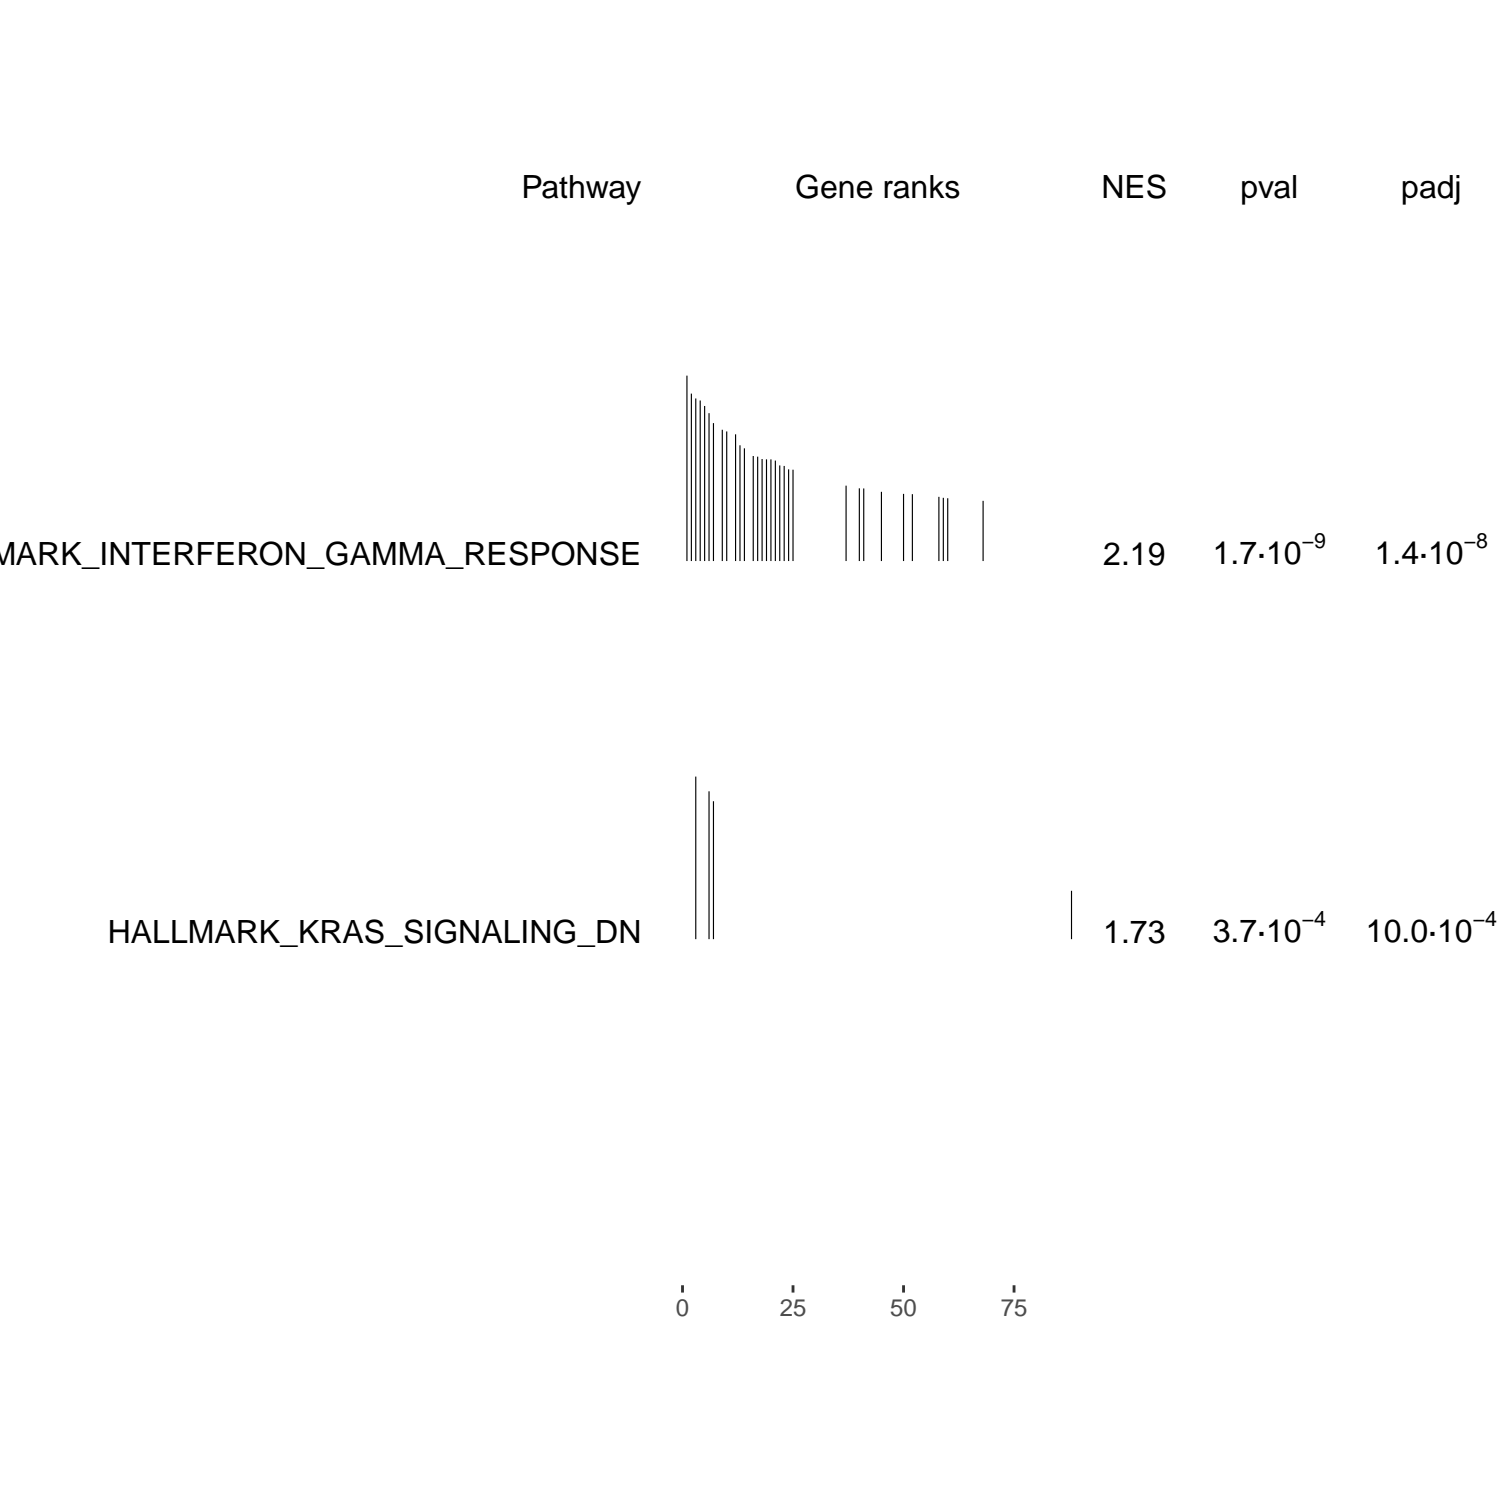 Pathway Gene ranks NES pval padj
MARK_INTERFERON_GAMMA_RESPONSE 2.19 1.7·10⁻⁹ 1.4·10⁻⁸
HALLMARK_KRAS_SIGNALING_DN 1.73 3.7·10⁻⁴ 10.0·10⁻⁴
0 25 50 75